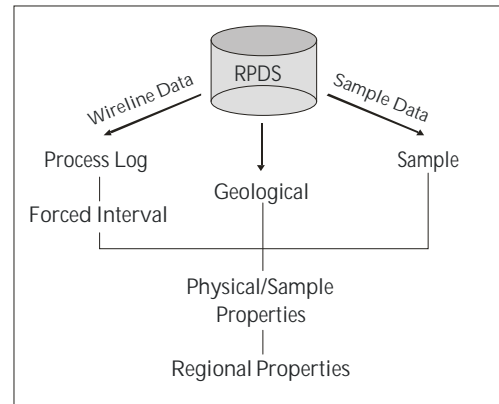 RPDS
Wireline Data
Sample Data
Process Log
Geological
Sample
Forced Interval
Physical/Sample
Properties
Regional Properties